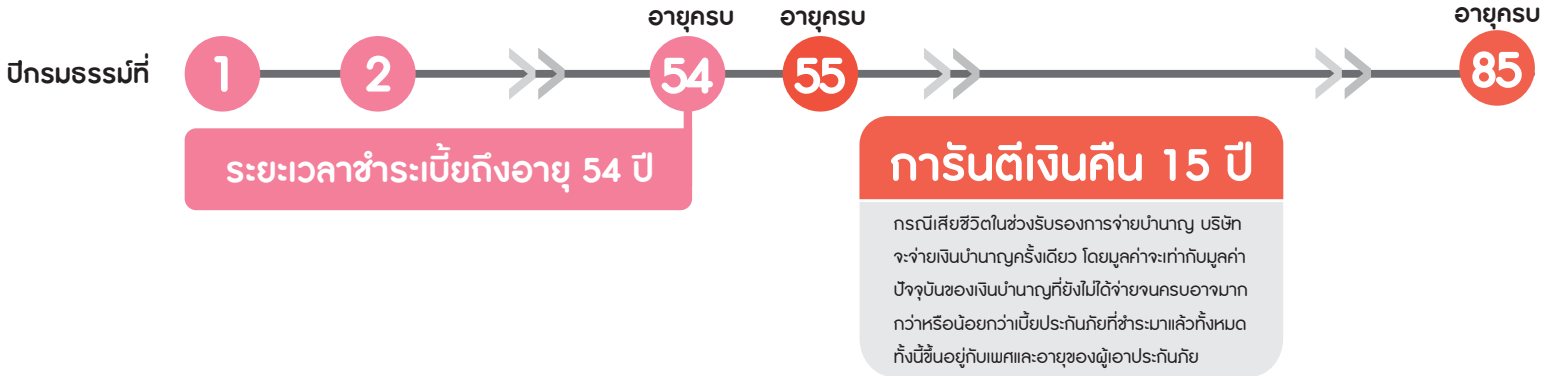 อายุครบ อายุครบ อายุครบ
ปีกรมธรรม์ที่ 1 2 54 55 85
ระยะเวลาชำระเบี้ยถึงอายุ 54 ปี
การันตีเงินคืน 15 ปี
กรณีเสียชีวิตในช่วงรับรองการจ่ายบำนาญ บริษัท
จะจ่ายเงินบำนาญครั้งเดียว โดยมูลค่าจะเท่ากับมูลค่า
ปัจจุบันของเงินบำนาญที่ยังไม่ได้จ่ายจนครบอาจมาก
กว่าหรือน้อยกว่าเบี้ยประกันภัยที่ชำระมาแล้วทั้งหมด
ทั้งนี้ขึ้นอยู่กับเพศและอายุของผู้เอาประกันภัย